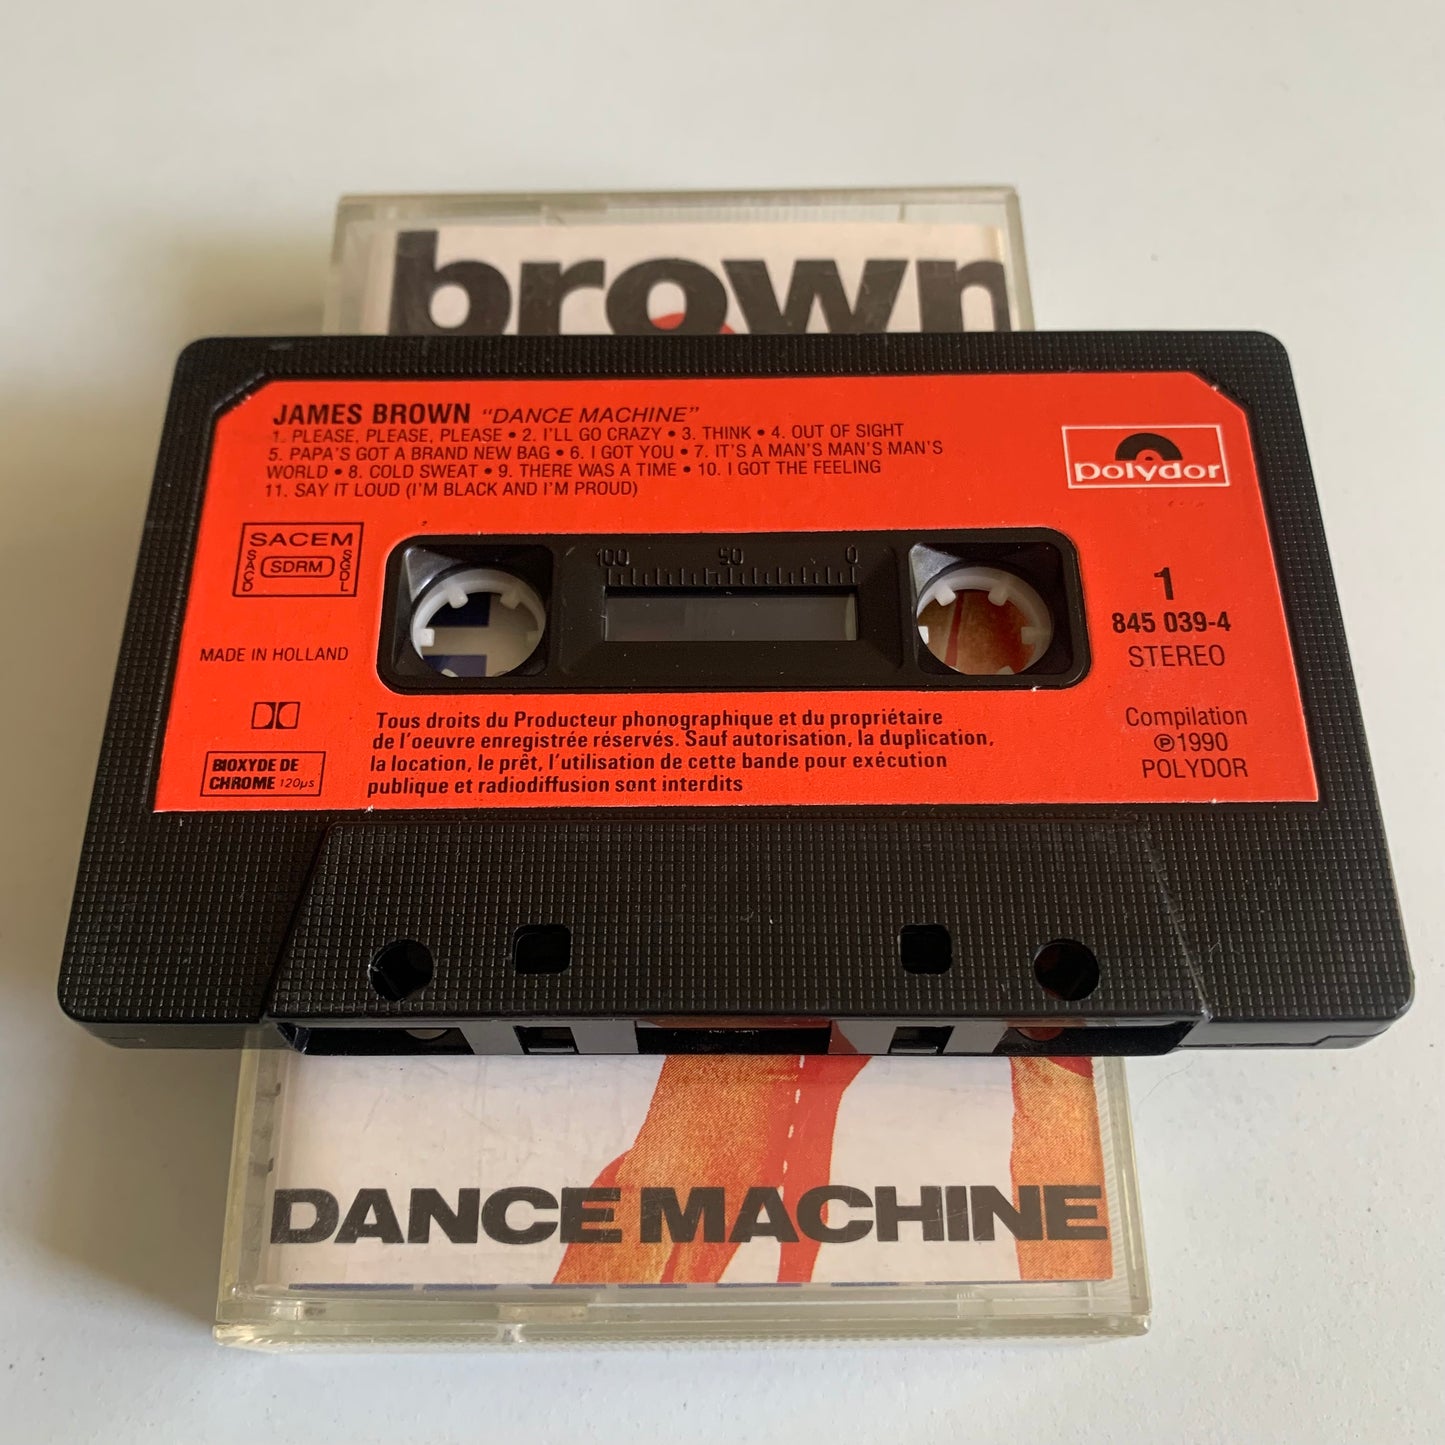 brown
JAMES BROWN "DANCE MACHINE"
1. PLEASE, PLEASE, PLEASE • 2. I'LL GO CRAZY • 3. THINK • 4. OUT OF SIGHT
5. PAPA'S GOT A BRAND NEW BAG • 6. I GOT YOU • 7. IT'S A MAN'S MAN'S MAN'S
WORLD • 8. COLD SWEAT • 9. THERE WAS A TIME • 10. I GOT THE FEELING
11. SAY IT LOUD (I'M BLACK AND I'M PROUD)
polydor
SACEM
SACD
SDRM
SGDL
100 50 0
1
845 039-4
STEREO
MADE IN HOLLAND
BIOXYDE DE
CHROME 120µs
Tous droits du Producteur phonographique et du propriétaire
de l'oeuvre enregistrée réservés. Sauf autorisation, la duplication,
la location, le prêt, l'utilisation de cette bande pour exécution
publique et radiodiffusion sont interdits
Compilation
℗1990
POLYDOR
DANCE MACHINE